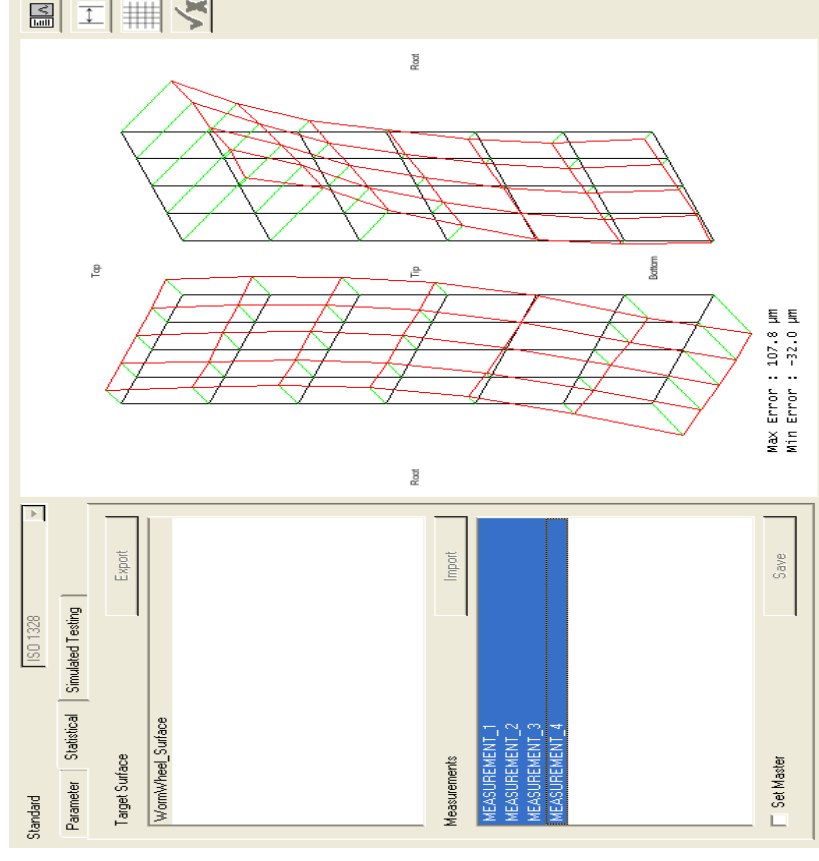 Standard
ISO 1328
Parameter
Statistical
Simulated Testing
Target Surface
Export
WormWheel_Surface
Measurements
Import
MEASUREMENT_1
MEASUREMENT_2
MEASUREMENT_3
MEASUREMENT_4
Set Master
Save
Root
Top
Tip
Bottom
Root
Max Error : 107.8 µm
Min Error : -32.0 µm